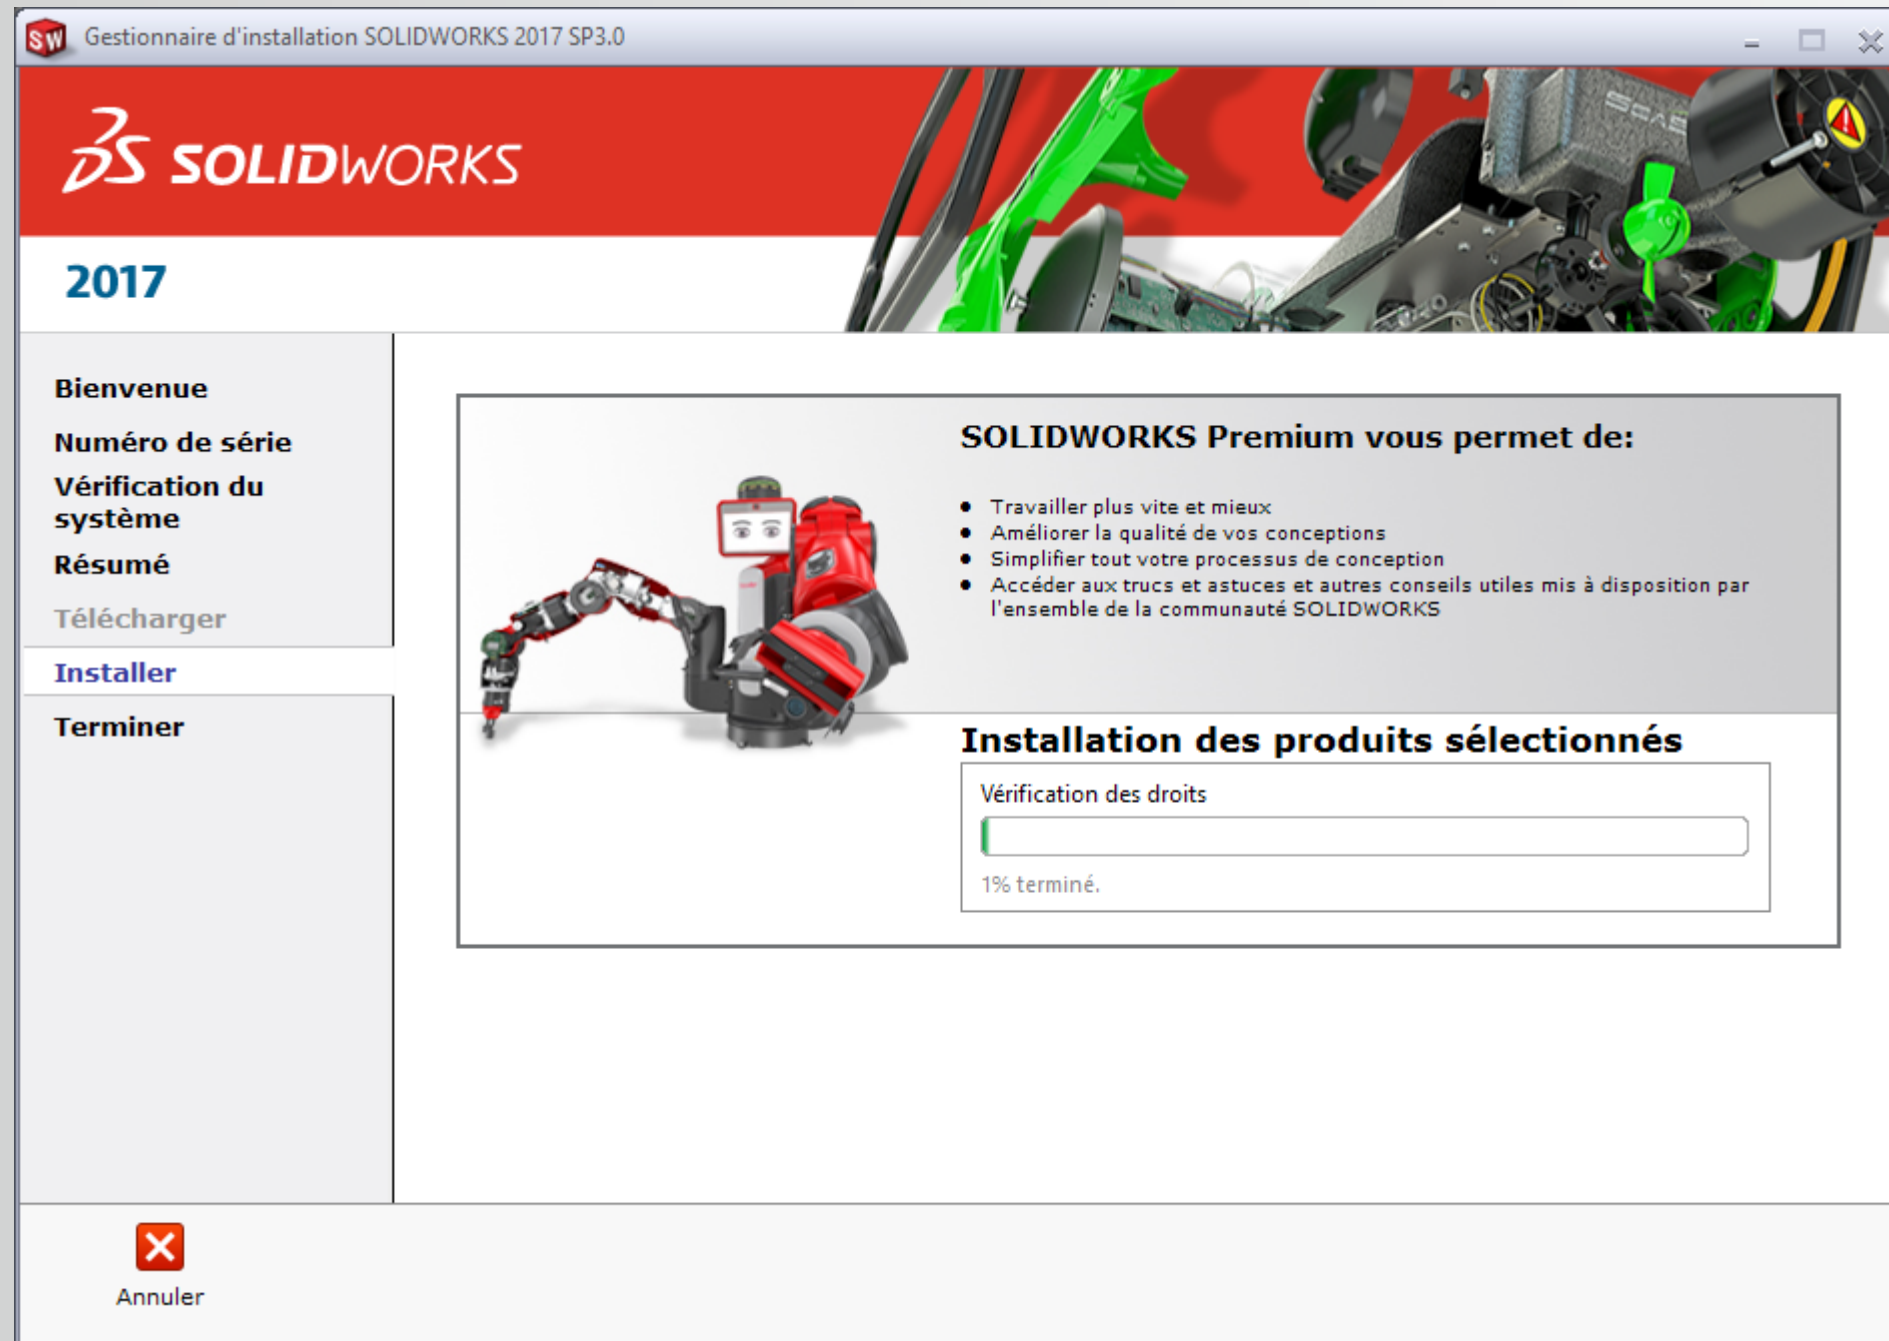 SW Gestionnaire d'installation SOLIDWORKS 2017 SP3.0
3DS SOLIDWORKS
2017
Bienvenue
Numéro de série
Vérification du
système
Résumé
Télécharger
Installer
Terminer
SOLIDWORKS Premium vous permet de:
• Travailler plus vite et mieux
• Améliorer la qualité de vos conceptions
• Simplifier tout votre processus de conception
• Accéder aux trucs et astuces et autres conseils utiles mis à disposition par
l'ensemble de la communauté SOLIDWORKS
Installation des produits sélectionnés
Vérification des droits
1% terminé.
Annuler